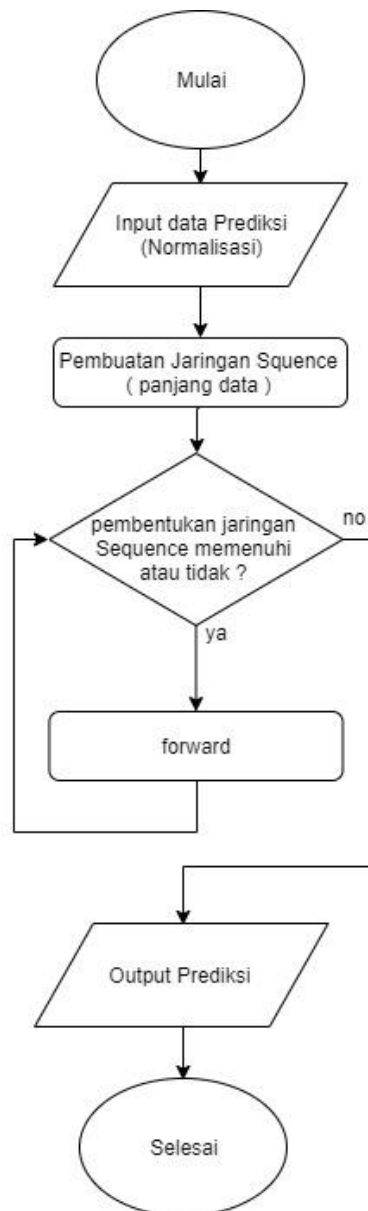 Mulai
Input data Prediksi
(Normalisasi)
Pembuatan Jaringan Squence
( panjang data )
pembentukan jaringan
Sequence memenuhi
atau tidak ?
no
ya
forward
Output Prediksi
Selesai